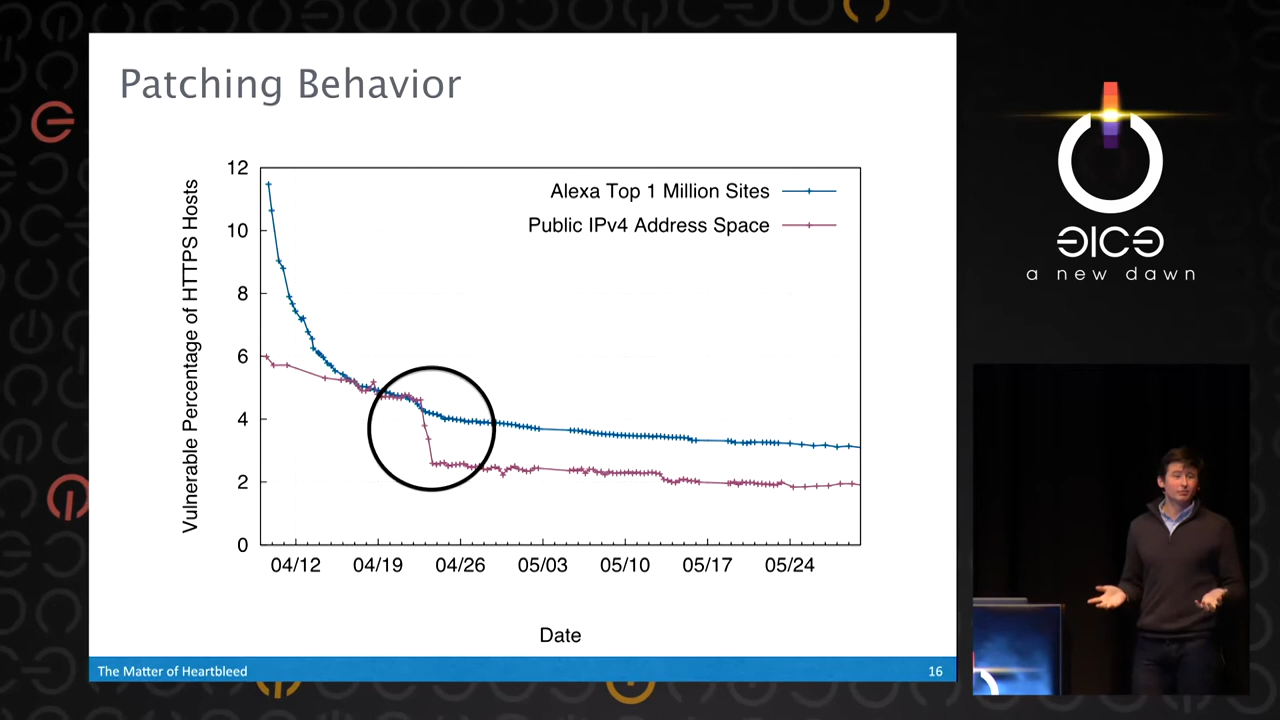 Patching Behavior
Vulnerable Percentage of HTTPS Hosts
12
10
8
6
4
2
0
Alexa Top 1 Million Sites
Public IPv4 Address Space
04/12 04/19 04/26 05/03 05/10 05/17 05/24
Date
The Matter of Heartbleed 16
a new dawn